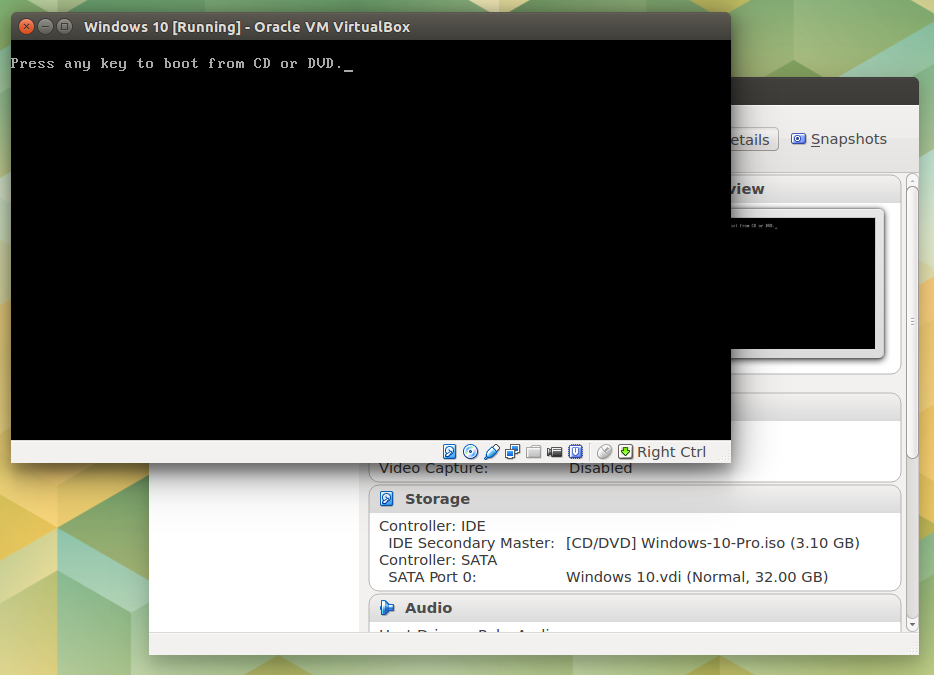 Windows 10 [Running] - Oracle VM VirtualBox
Press any key to boot from CD or DVD._
etails Snapshots
view
Right Ctrl
Video Capture: Disabled
Storage
Controller: IDE
IDE Secondary Master: [CD/DVD] Windows-10-Pro.iso (3.10 GB)
Controller: SATA
SATA Port 0: Windows 10.vdi (Normal, 32.00 GB)
Audio